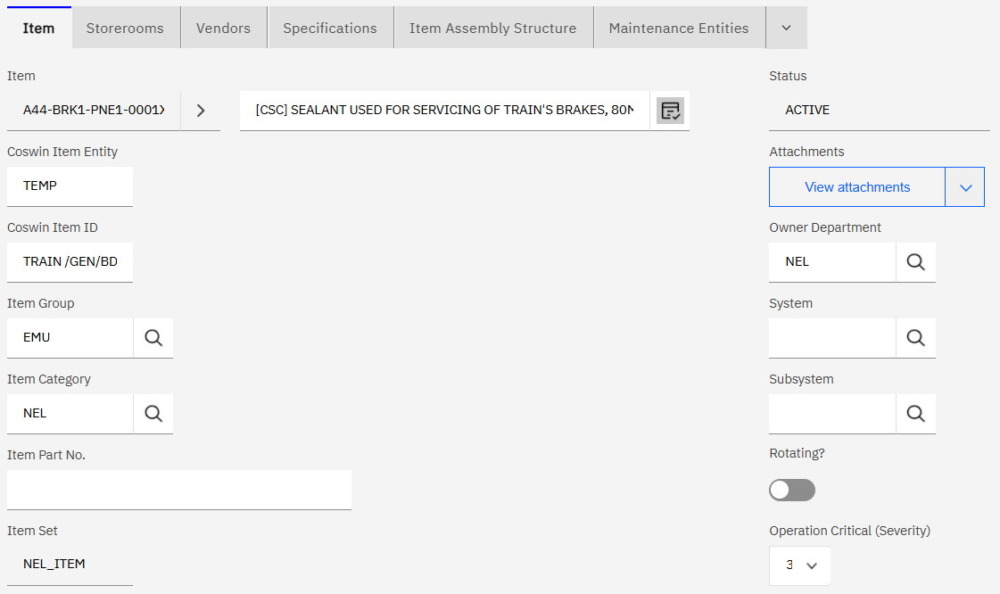 Item
Storerooms
Vendors
Specifications
Item Assembly Structure
Maintenance Entities
Item
A44-BRK1-PNE1-0001
[CSC] SEALANT USED FOR SERVICING OF TRAIN'S BRAKES,
Status
ACTIVE
Coswin Item Entity
TEMP
Attachments
View attachments
Coswin Item ID
TRAIN /GEN/BD
Owner Department
NEL
Item Group
EMU
System
Item Category
NEL
Subsystem
Item Part No.
Rotating?
Item Set
NEL_ITEM
Operation Critical (Severity)
3